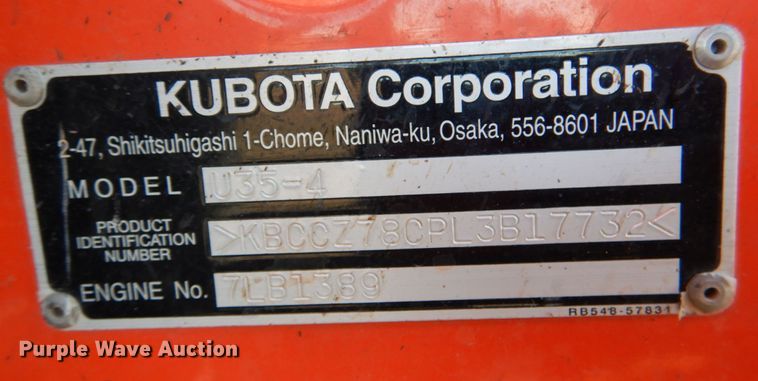 KUBOTA Corporation
2-47, Shikitsuhigashi 1-Chome, Naniwa-ku, Osaka, 556-8601 JAPAN
MODEL U35-4
PRODUCT
IDENTIFICATION
NUMBER >KBCCZ78CPL3B17732<
ENGINE No. 7LB1389
RB548-57831
Purple Wave Auction